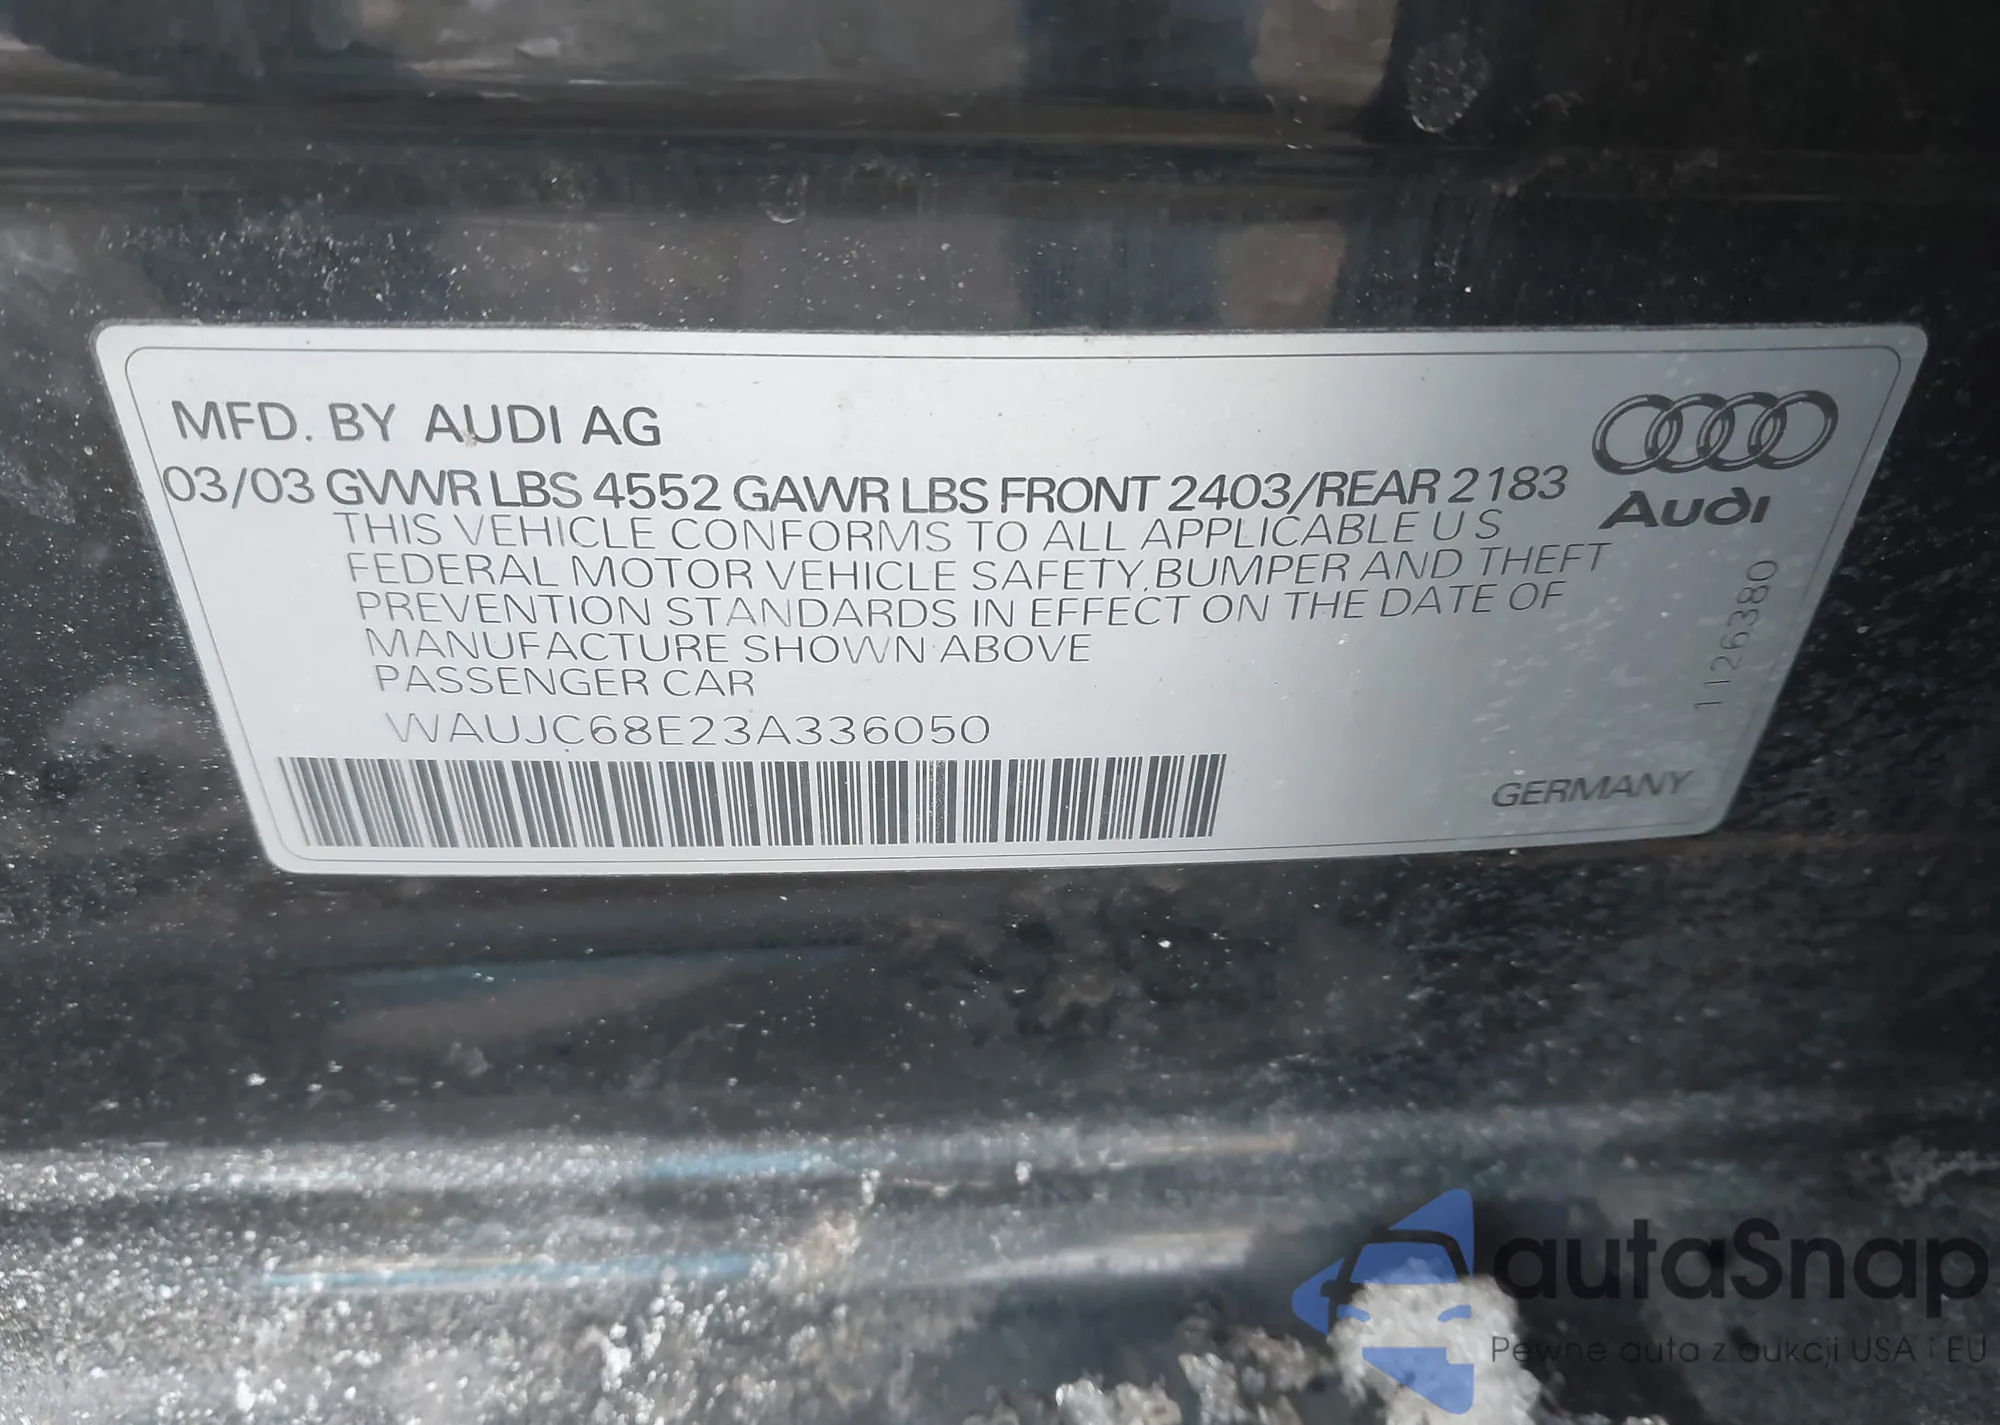 MFD. BY AUDI AG
03/03 GVWR LBS 4552 GAWR LBS FRONT 2403/REAR 2183
Audi
THIS VEHICLE CONFORMS TO ALL APPLICABLE U S
FEDERAL MOTOR VEHICLE SAFETY, BUMPER AND THEFT
PREVENTION STANDARDS IN EFFECT ON THE DATE OF
MANUFACTURE SHOWN ABOVE
PASSENGER CAR
WAUJC68E23A336050
1126380
GERMANY
autaSnap
Pewne auta z aukcji USA i EU